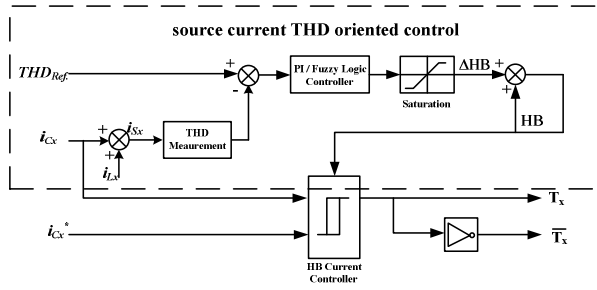 source current THD oriented control
THD_Ref.
+
-
PI / Fuzzy Logic
Controller
Saturation
ΔHB
+
+
HB
i_Cx
+
+
i_Sx
i_Lx
THD
Meaurement
i_Cx*
HB Current
Controller
T_x
T̅_x